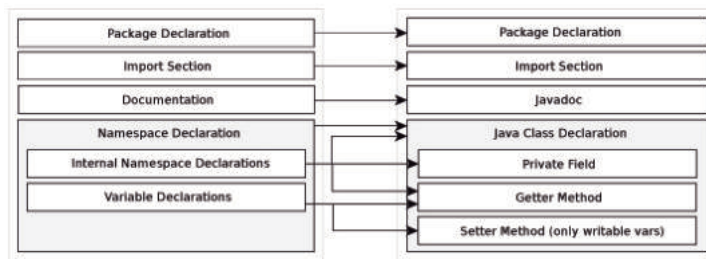 Package Declaration
Package Declaration
Import Section
Import Section
Documentation
Javadoc
Namespace Declaration
Java Class Declaration
Internal Namespace Declarations
Private Field
Variable Declarations
Getter Method
Setter Method (only writable vars)